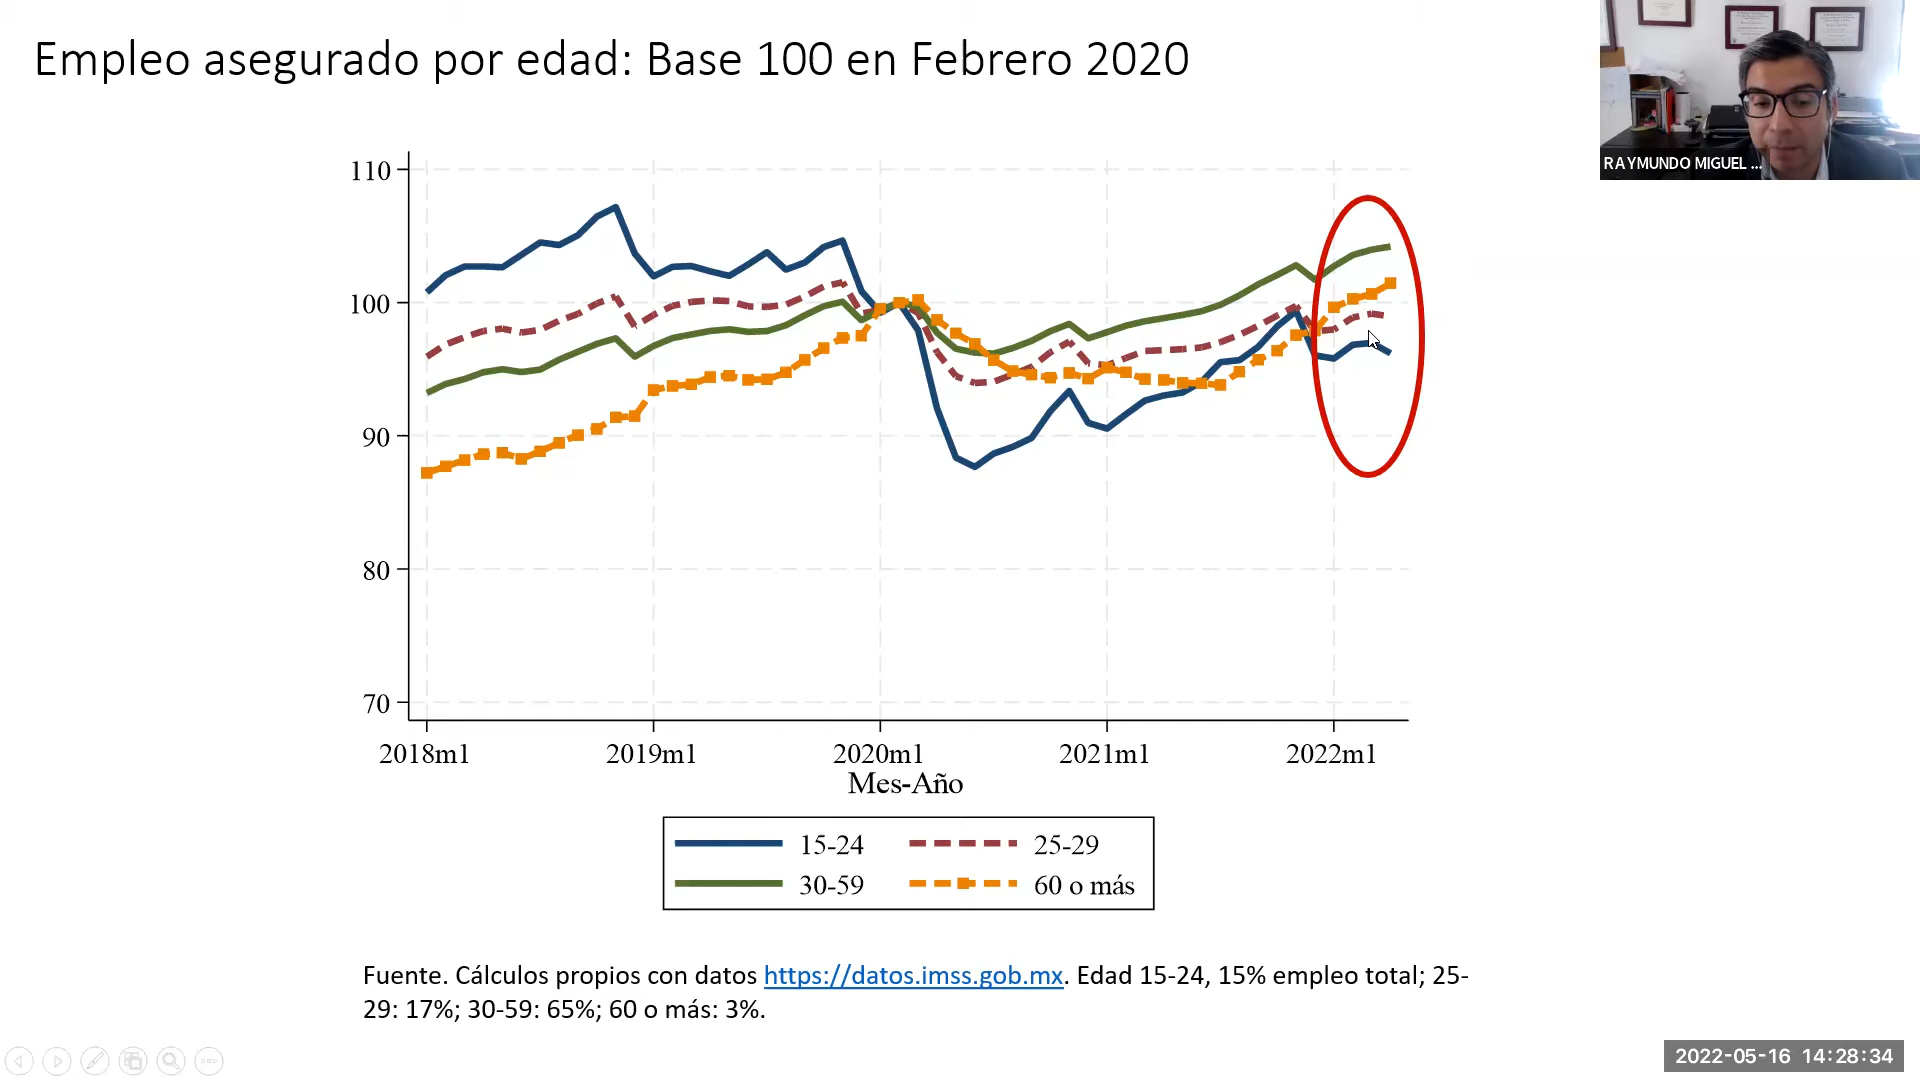 Empleo asegurado por edad: Base 100 en Febrero 2020
RAYMUNDO MIGUEL ...
110
100
90
80
70
2018m1
2019m1
2020m1
2021m1
2022m1
Mes-Año
15-24
25-29
30-59
60 o más
Fuente. Cálculos propios con datos https://datos.imss.gob.mx. Edad 15-24, 15% empleo total; 25-
29: 17%; 30-59: 65%; 60 o más: 3%.
2022-05-16 14:28:34